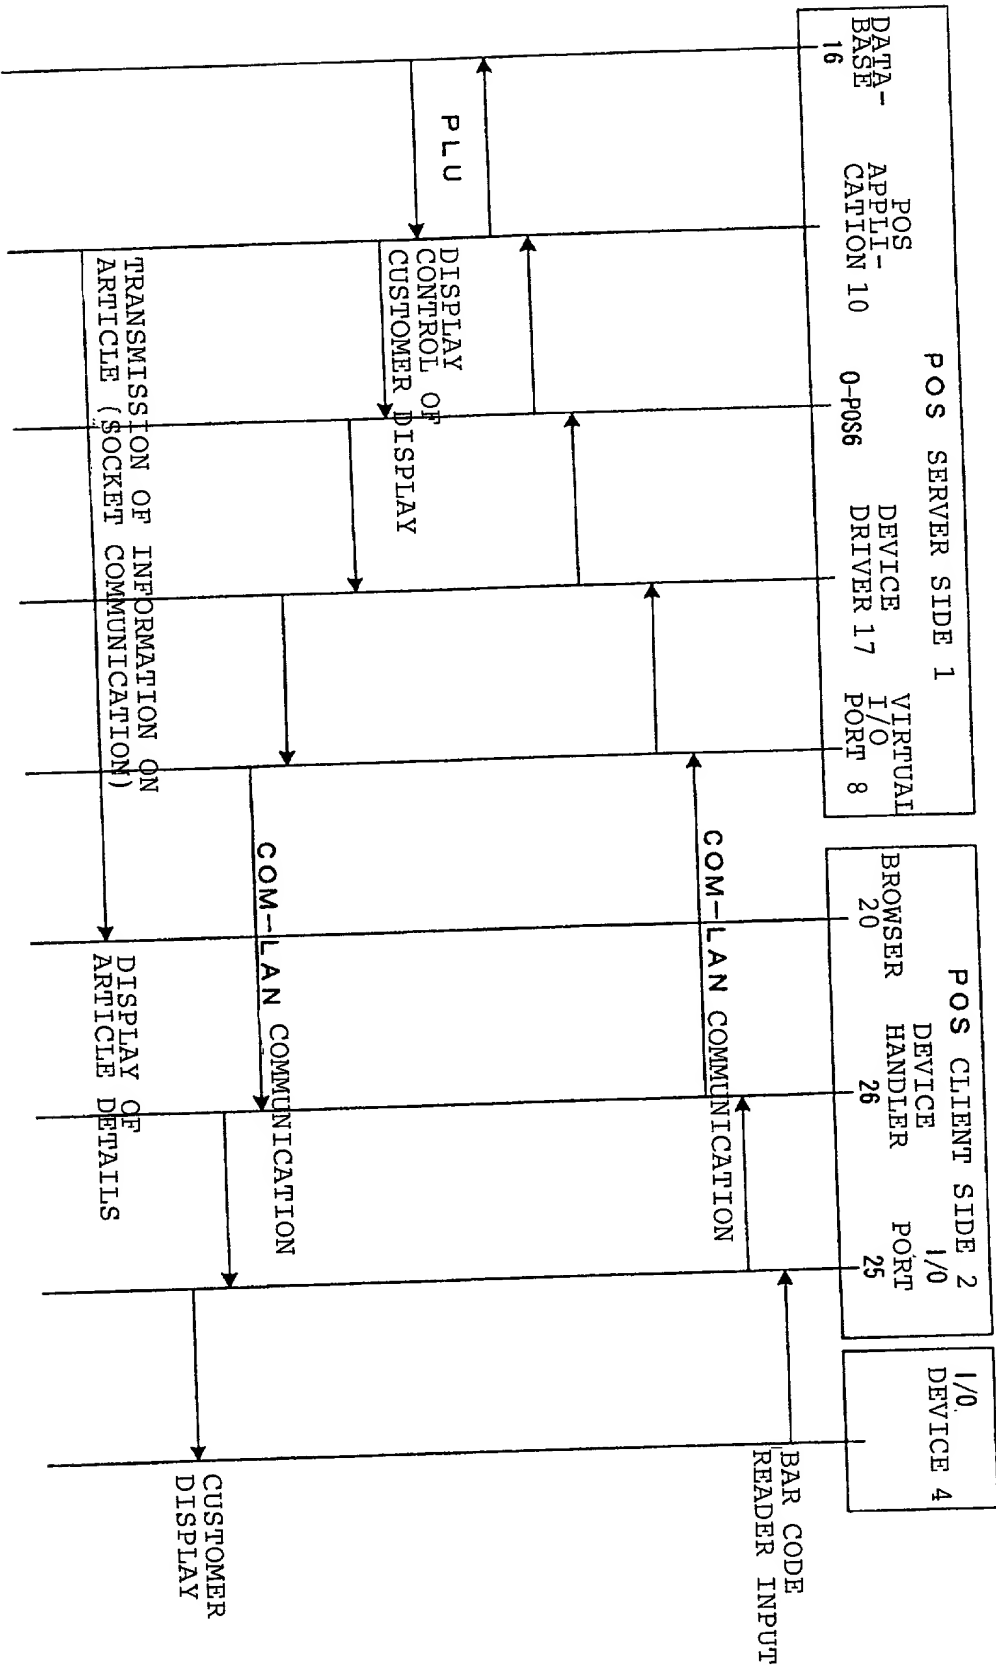 POS SERVER SIDE 1
DATA-
BASE
16
POS
APPLI-
CATION 10
O-POS6
DEVICE
DRIVER 17
VIRTUAL
I/O
PORT 8
POS CLIENT SIDE 2
BROWSER
20
DEVICE
HANDLER
26
I/O
PORT
25
I/O
DEVICE 4
BAR CODE
READER INPUT
COM-LAN COMMUNICATION
PLU
DISPLAY
CONTROL OF
CUSTOMER DISPLAY
COM-LAN COMMUNICATION
CUSTOMER
DISPLAY
TRANSMISSION OF INFORMATION ON
ARTICLE (SOCKET COMMUNICATION)
DISPLAY OF
ARTICLE DETAILS